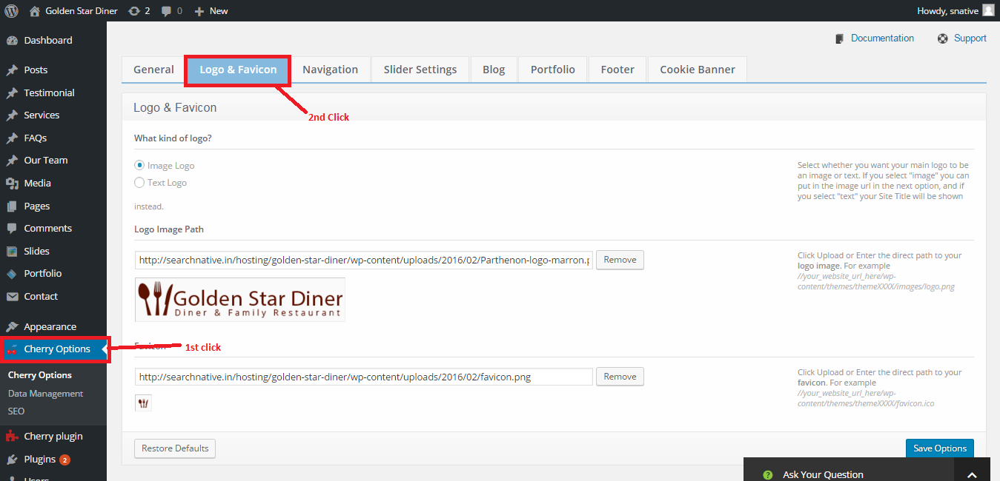 Golden Star Diner 2 0 New Howdy, snative
Documentation Support
Dashboard
Posts
Testimonial
Services
FAQs
Our Team
Media
Pages
Comments
Slides
Portfolio
Contact
Appearance
Cherry Options
Cherry Options
Data Management
SEO
Cherry plugin
Plugins 2
Users
General Logo & Favicon Navigation Slider Settings Blog Portfolio Footer Cookie Banner
2nd Click
Logo & Favicon
What kind of logo?
Image Logo
Text Logo
instead.
Select whether you want your main logo to be
an image or text. If you select "image" you can
put in the image url in the next option, and if
you select "text" your Site Title will be shown
Logo Image Path
http://searchnative.in/hosting/golden-star-diner/wp-content/uploads/2016/02/Parthenon-logo-marron.p
Remove
Click Upload or Enter the direct path to your
logo image. For example
//your_website_url_here/wp-
content/themes/themeXXXX/images/logo.png
Golden Star Diner
Diner & Family Restaurant
1st click
Favicon
http://searchnative.in/hosting/golden-star-diner/wp-content/uploads/2016/02/favicon.png
Remove
Click Upload or Enter the direct path to your
favicon. For example
//your_website_url_here/wp-
content/themes/themeXXXX/favicon.ico
Restore Defaults
Save Options
? Ask Your Question